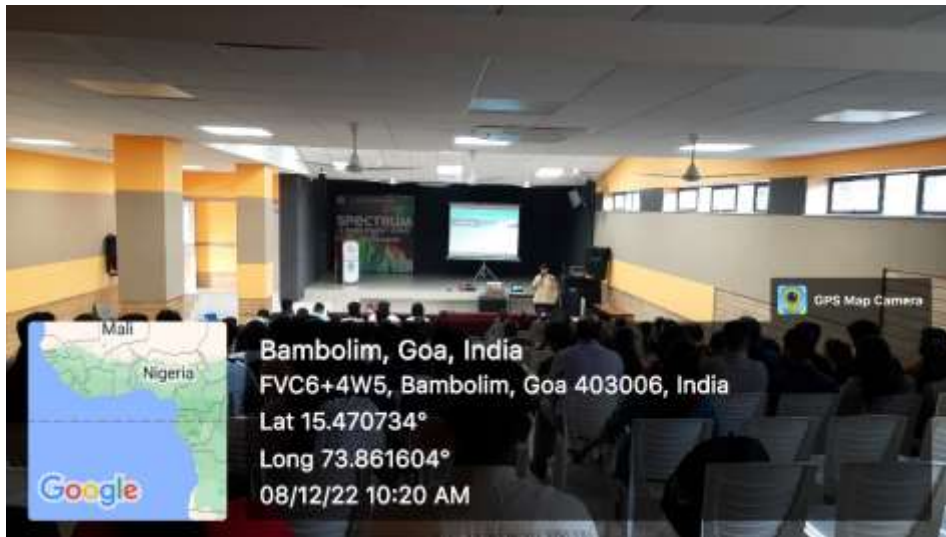 SPECTRUM
GPS Map Camera
Mali
Nigeria
Google
Bambolim, Goa, India
FVC6+4W5, Bambolim, Goa 403006, India
Lat 15.470734°
Long 73.861604°
08/12/22 10:20 AM